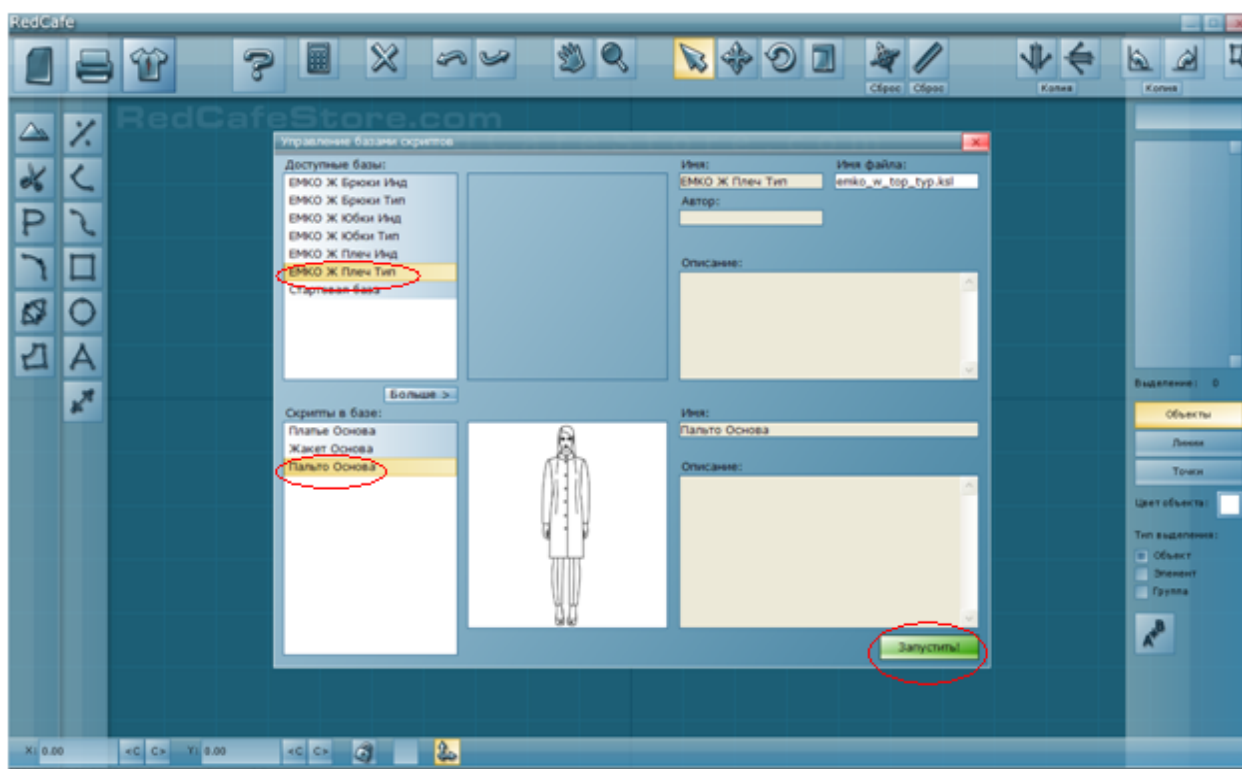 RedCafe
Сброс Сброс
Копия
Копия
RedCafeStore.com
Управление базами скриптов
Доступные базы:
ЕМКО Ж Брюки Инд
ЕМКО Ж Брюки Тип
ЕМКО Ж Юбки Инд
ЕМКО Ж Юбки Тип
ЕМКО Ж Плеч Инд
ЕМКО Ж Плеч Тип
Стартовая база
Больше >
Имя:
ЕМКО Ж Плеч Тип
Имя файла:
emko_w_top_typ.ksl
Автор:
Описание:
Скрипты в базе:
Платье Основа
Жакет Основа
Пальто Основа
Имя:
Пальто Основа
Описание:
Запустить!
Выделение: 0
Объекты
Линии
Точки
Цвет объекта:
Тип выделения:
Объект
Элемент
Группа
X: 0.00 <C C> Y: 0.00 <C C>